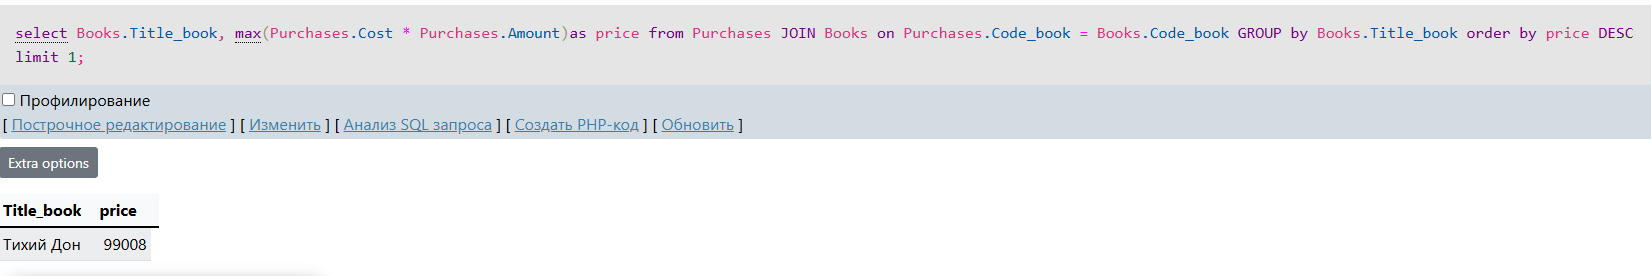 select Books.Title_book, max(Purchases.Cost * Purchases.Amount)as price from Purchases JOIN Books on Purchases.Code_book = Books.Code_book GROUP by Books.Title_book order by price DESC
limit 1;
Профилирование
[ Построчное редактирование ] [ Изменить ] [ Анализ SQL запроса ] [ Создать PHP-код ] [ Обновить ]
Extra options
Title_book price
Тихий Дон 99008